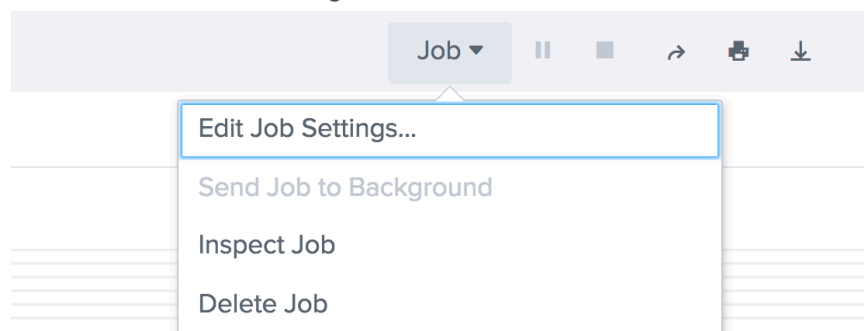 Job
Edit Job Settings...
Send Job to Background
Inspect Job
Delete Job